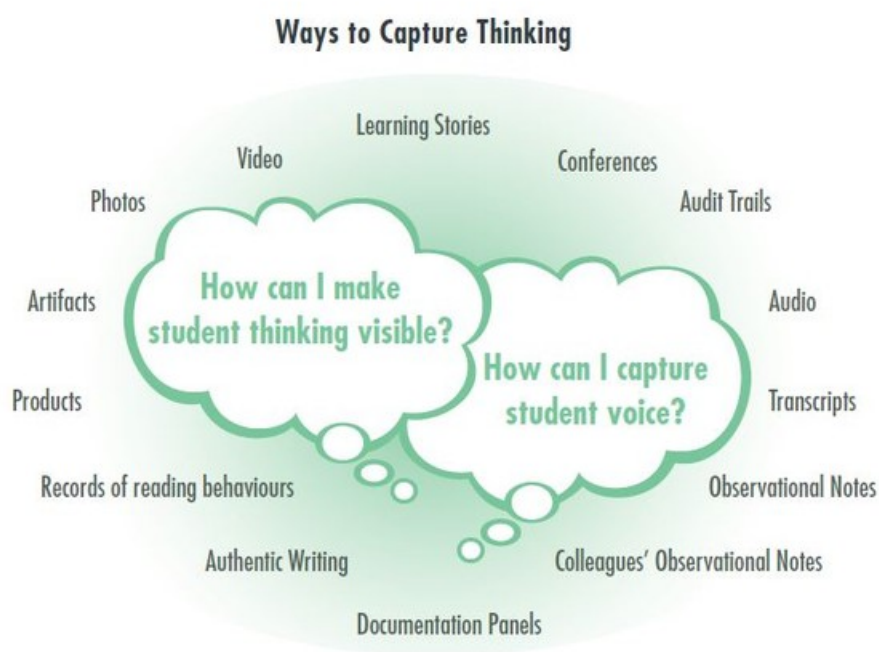 Ways to Capture Thinking
Learning Stories
Video
Conferences
Photos
Audit Trails
How can I make
student thinking visible?
Artifacts
Audio
How can I capture
student voice?
Products
Transcripts
Records of reading behaviours
Observational Notes
Authentic Writing
Colleagues' Observational Notes
Documentation Panels